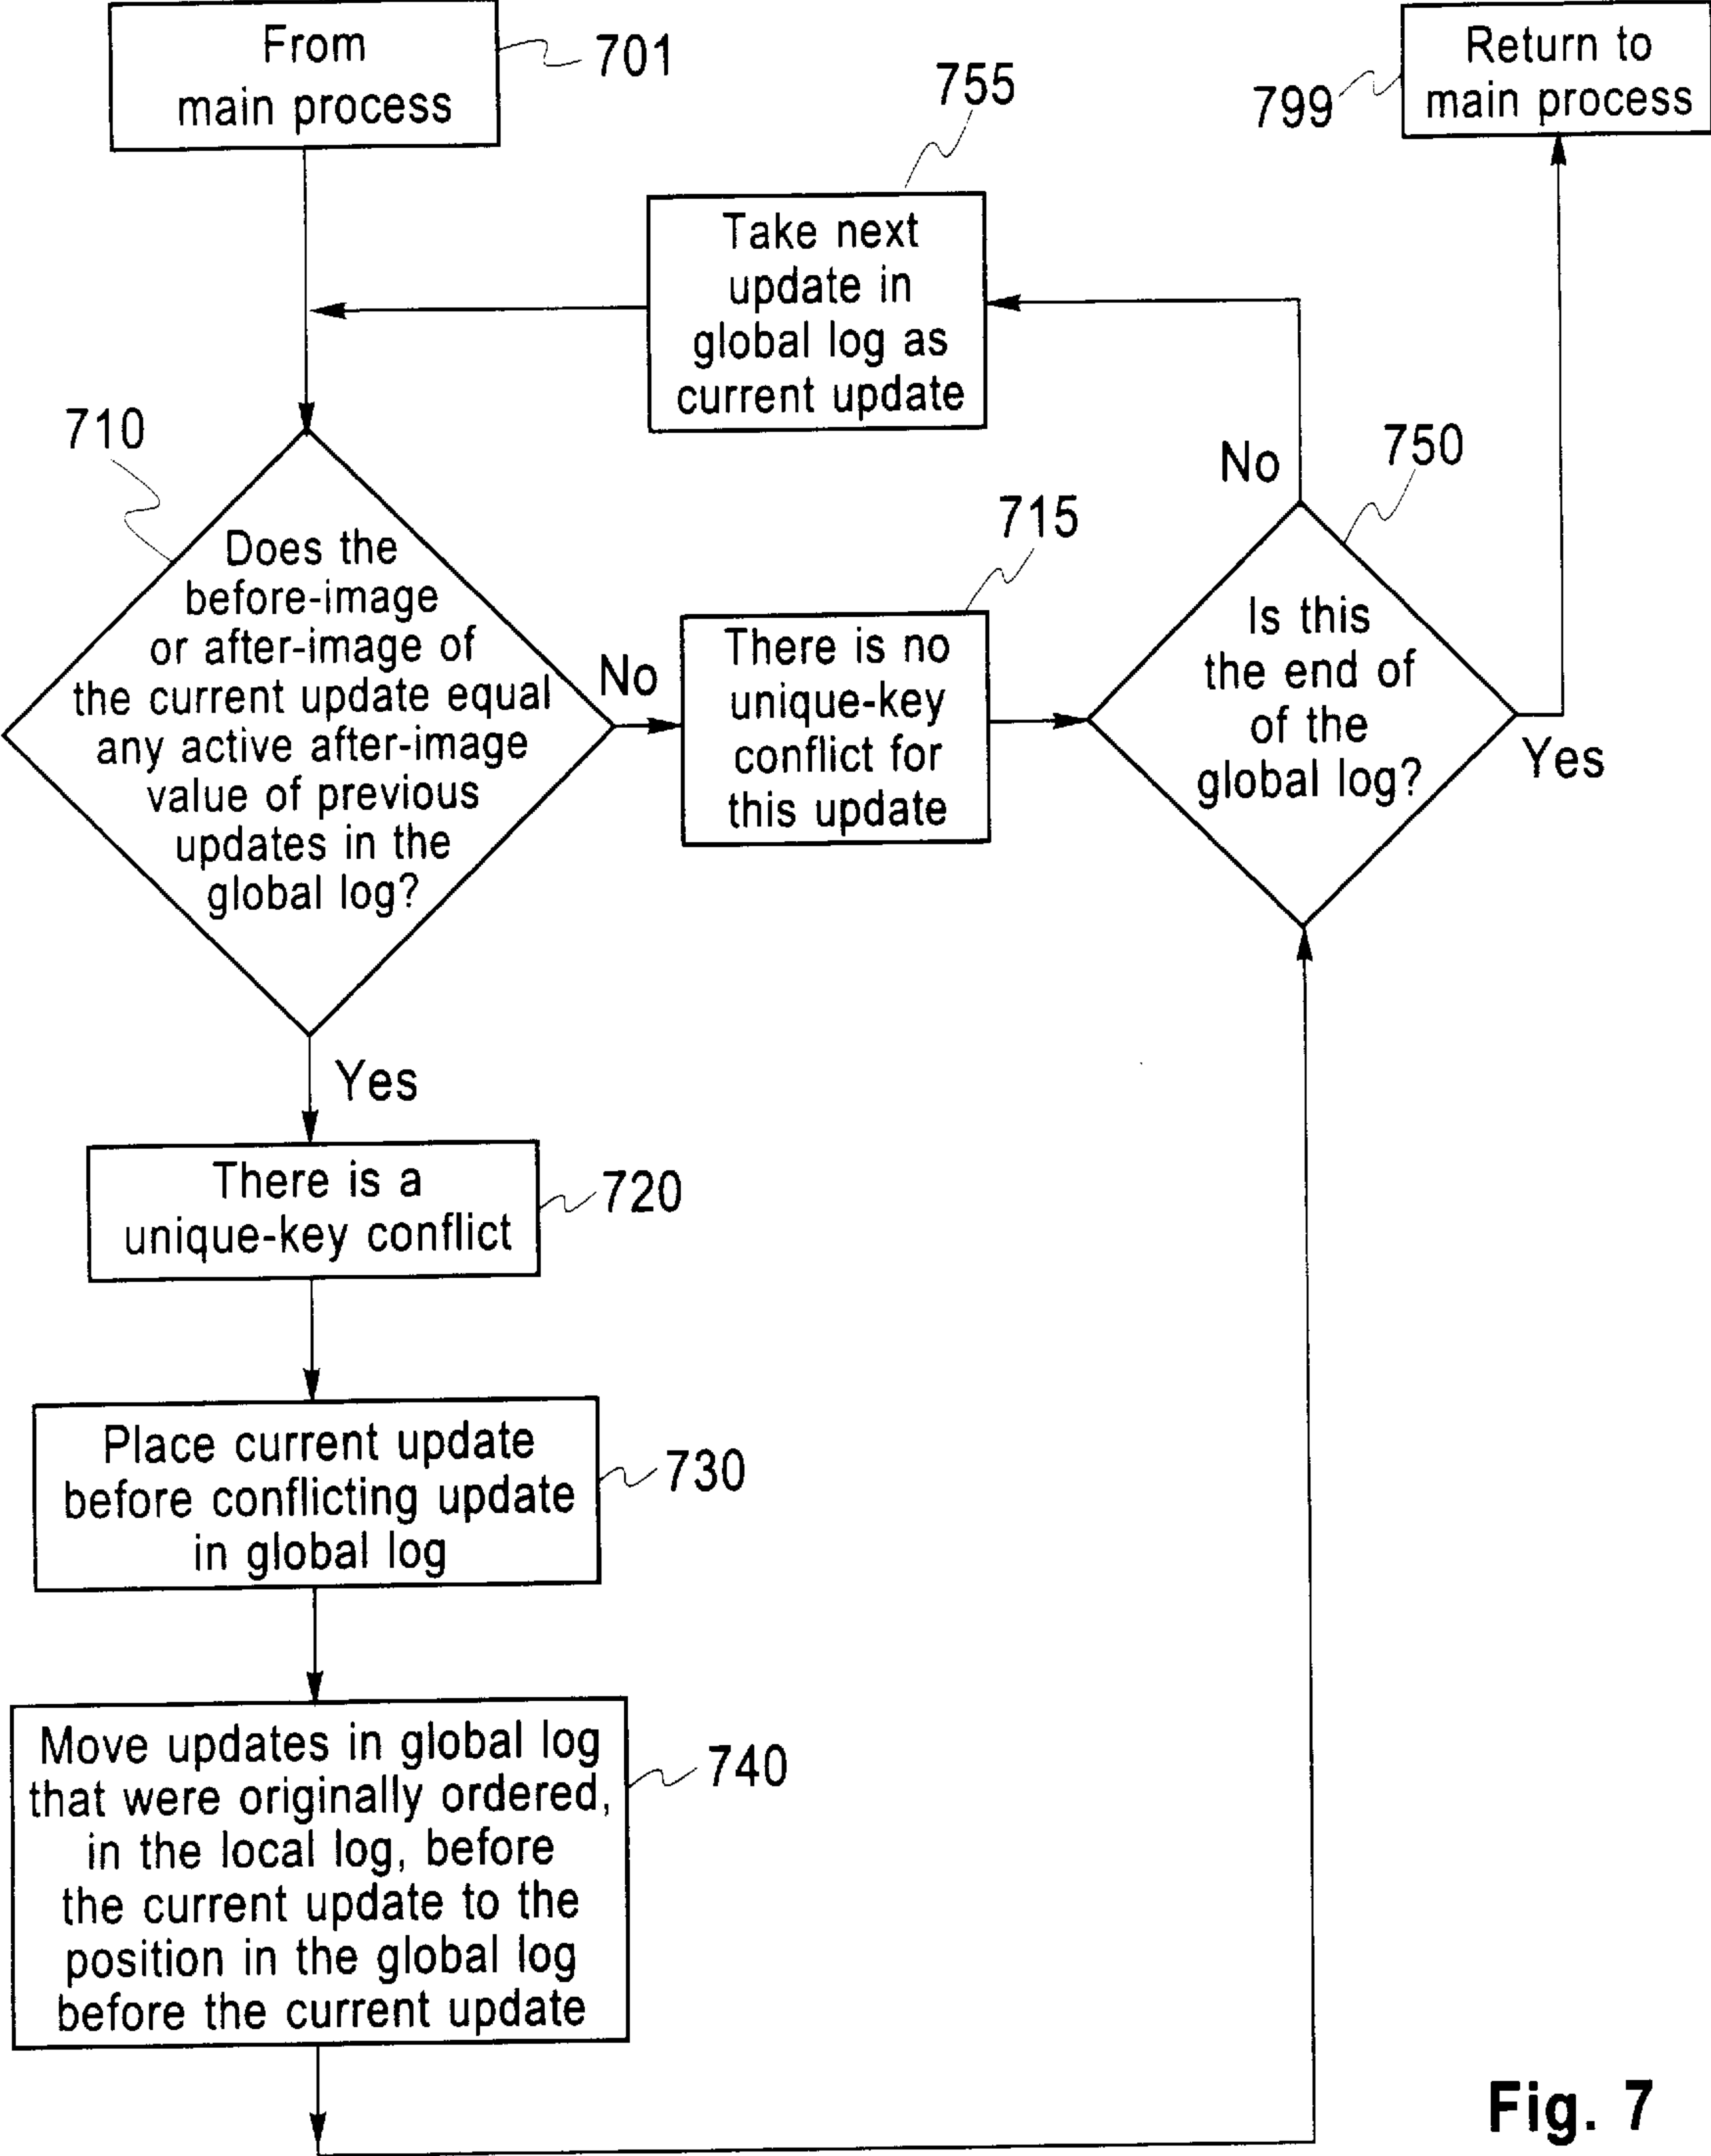 From
main process
701
Return to
main process
799
755
Take next
update in
global log as
current update
710
Does the
before-image
or after-image of
the current update equal
any active after-image
value of previous
updates in the
global log?
No
715
There is no
unique-key
conflict for
this update
No
750
Is this
the end of
of the
global log?
Yes
Yes
There is a
unique-key conflict
720
Place current update
before conflicting update
in global log
730
Move updates in global log
that were originally ordered,
in the local log, before
the current update to the
position in the global log
before the current update
740
Fig. 7